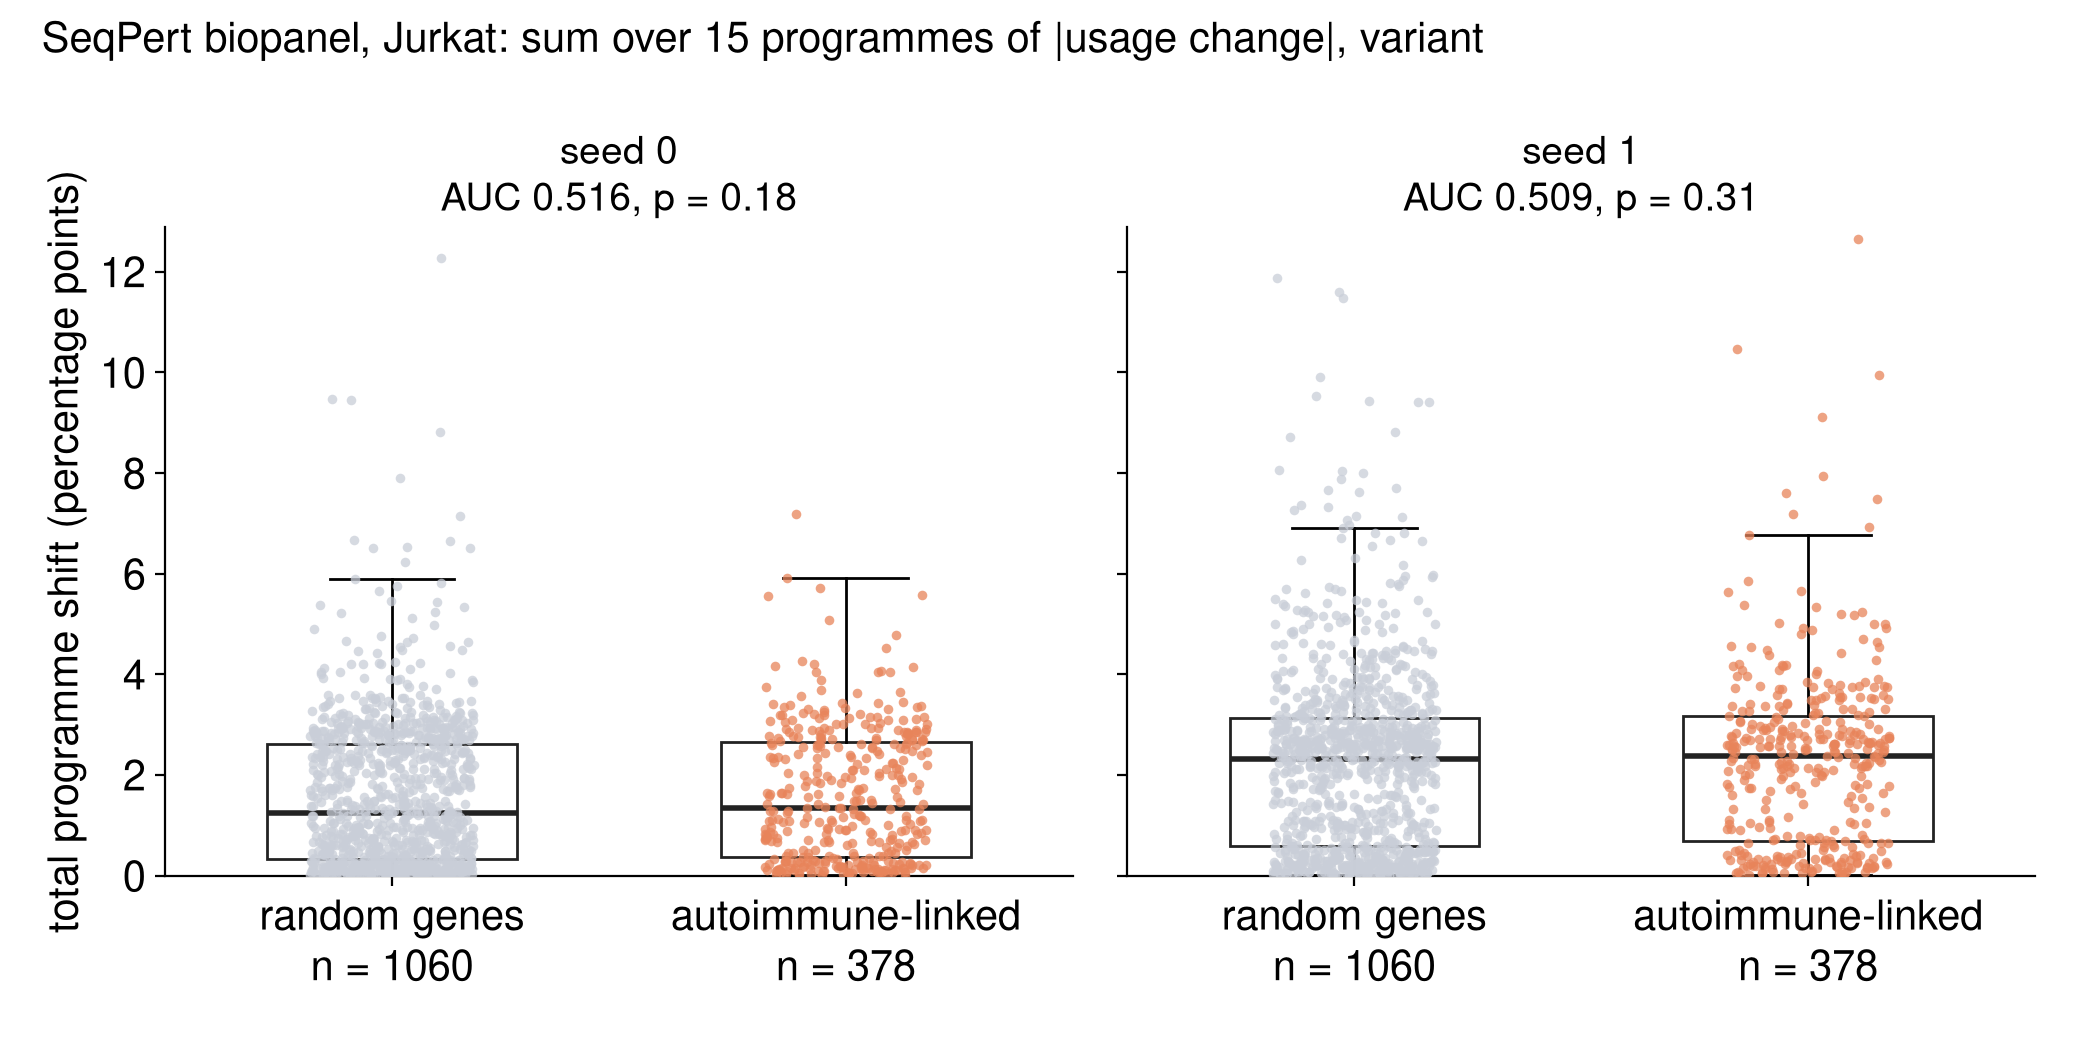 SeqPert biopanel, Jurkat: sum over 15 programmes of |usage change|, variant
seed 0
AUC 0.516, p = 0.18
seed 1
AUC 0.509, p = 0.31
total programme shift (percentage points)
12
10
8
6
4
2
0
random genes
n = 1060
autoimmune-linked
n = 378
random genes
n = 1060
autoimmune-linked
n = 378